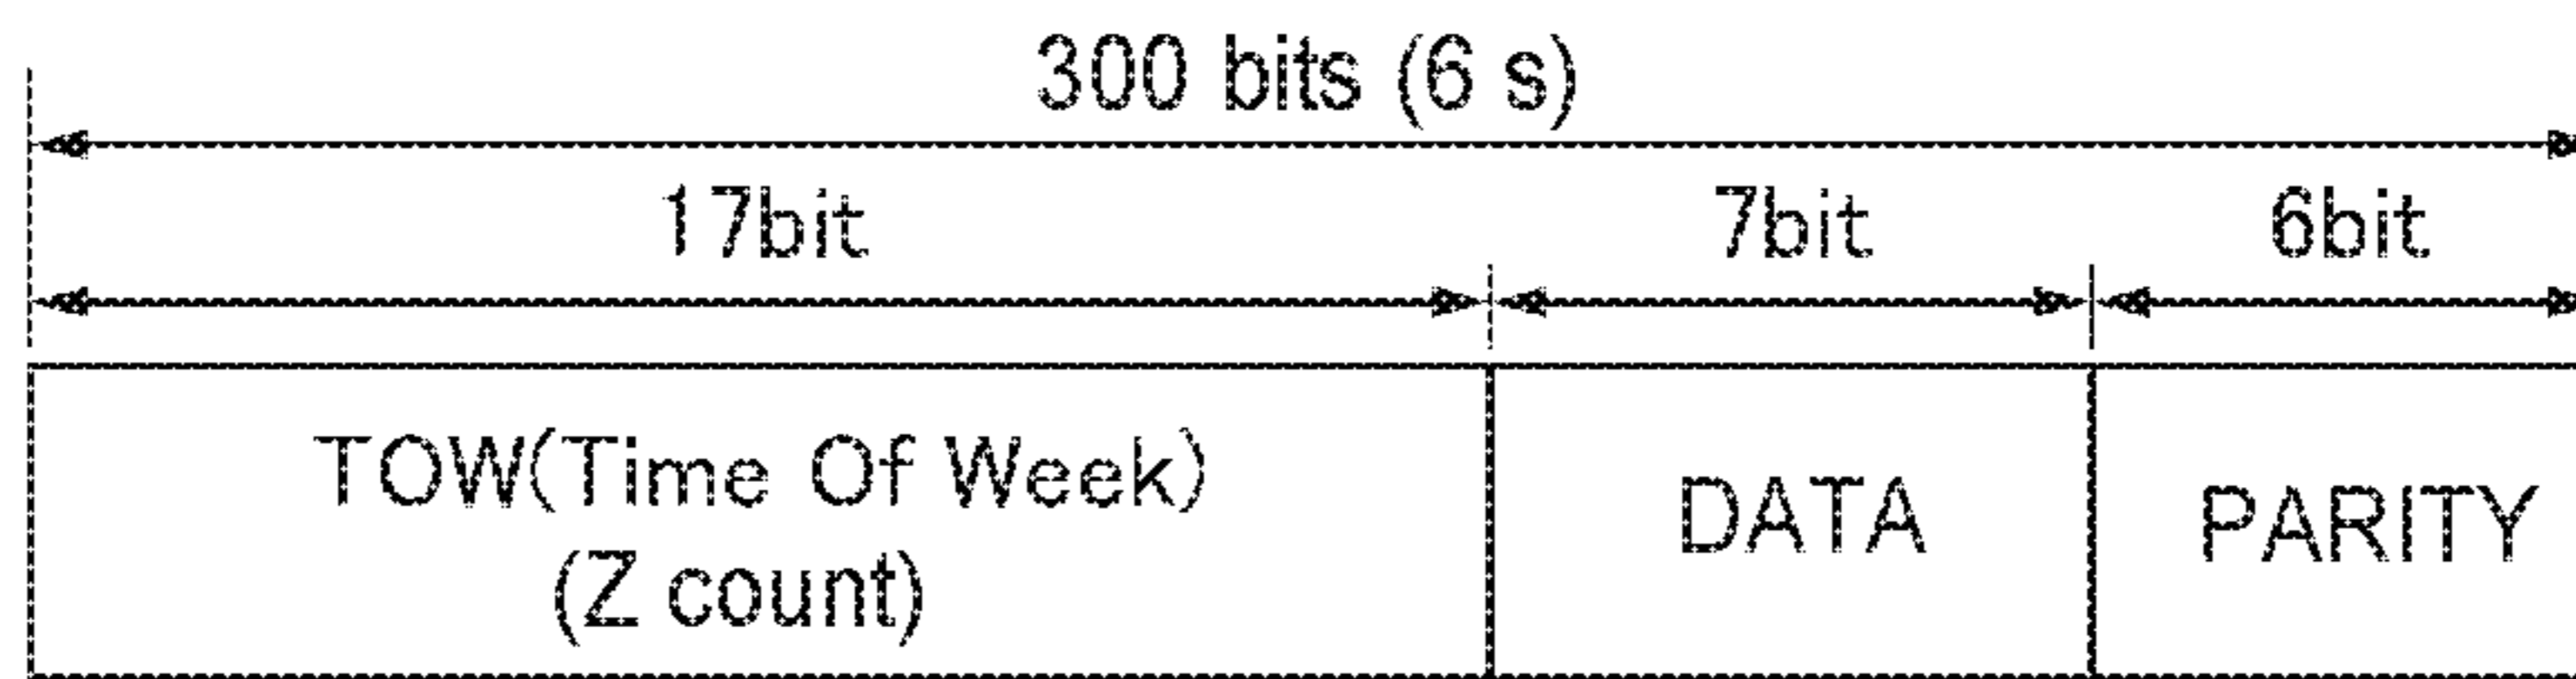 300 bits (6 s)
17bit 7bit 6bit
TOW(Time Of Week)
(Z count)
DATA
PARITY